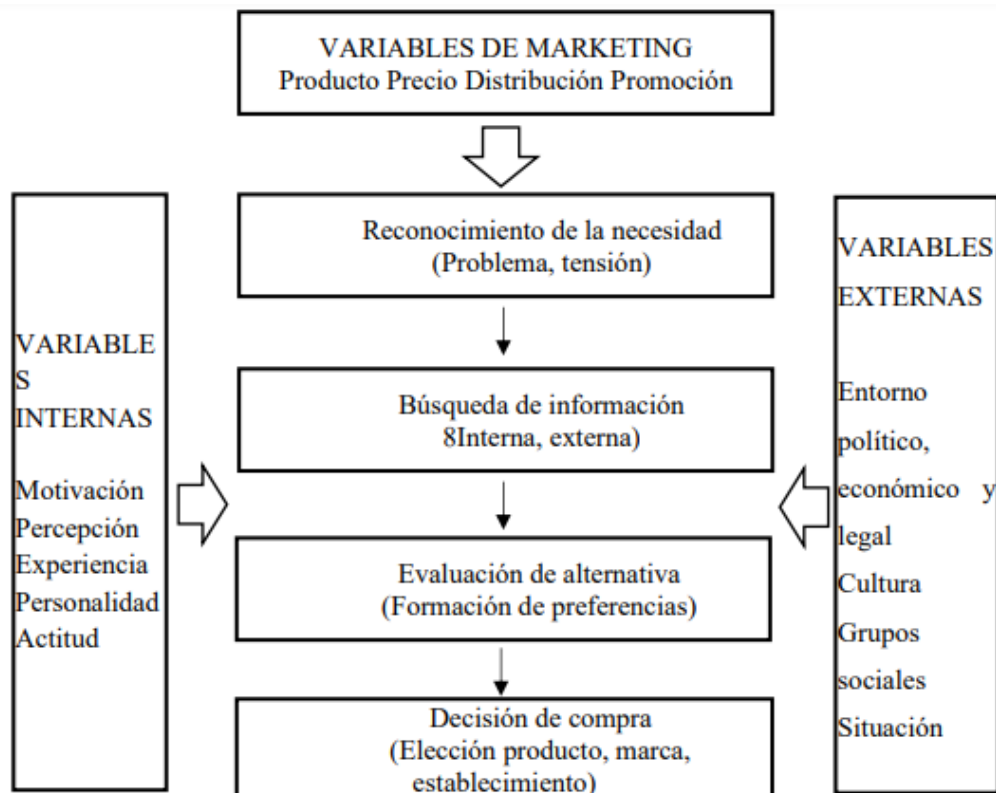 VARIABLES DE MARKETING
Producto Precio Distribución Promoción
Reconocimiento de la necesidad
(Problema, tensión)
Búsqueda de información
8Interna, externa)
Evaluación de alternativa
(Formación de preferencias)
Decisión de compra
(Elección producto, marca,
establecimiento)
VARIABLE
S
INTERNAS
Motivación
Percepción
Experiencia
Personalidad
Actitud
VARIABLES
EXTERNAS
Entorno
político,
económico y
legal
Cultura
Grupos
sociales
Situación